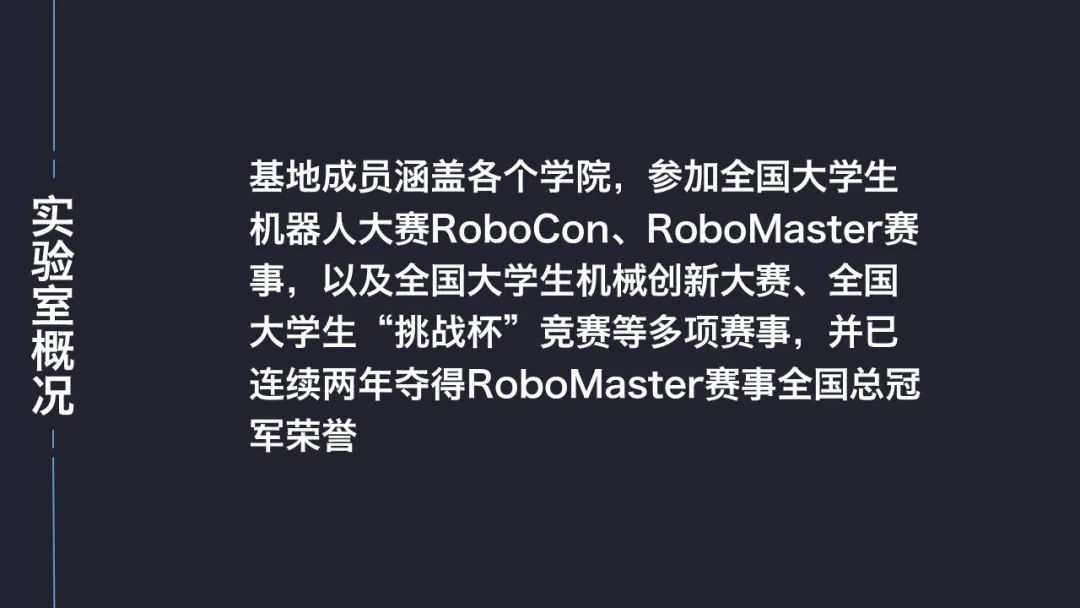 实验室概况
基地成员涵盖各个学院，参加全国大学生
机器人大赛RoboCon、RoboMaster赛
事，以及全国大学生机械创新大赛、全国
大学生“挑战杯”竞赛等多项赛事，并已
连续两年夺得RoboMaster赛事全国总冠
军荣誉